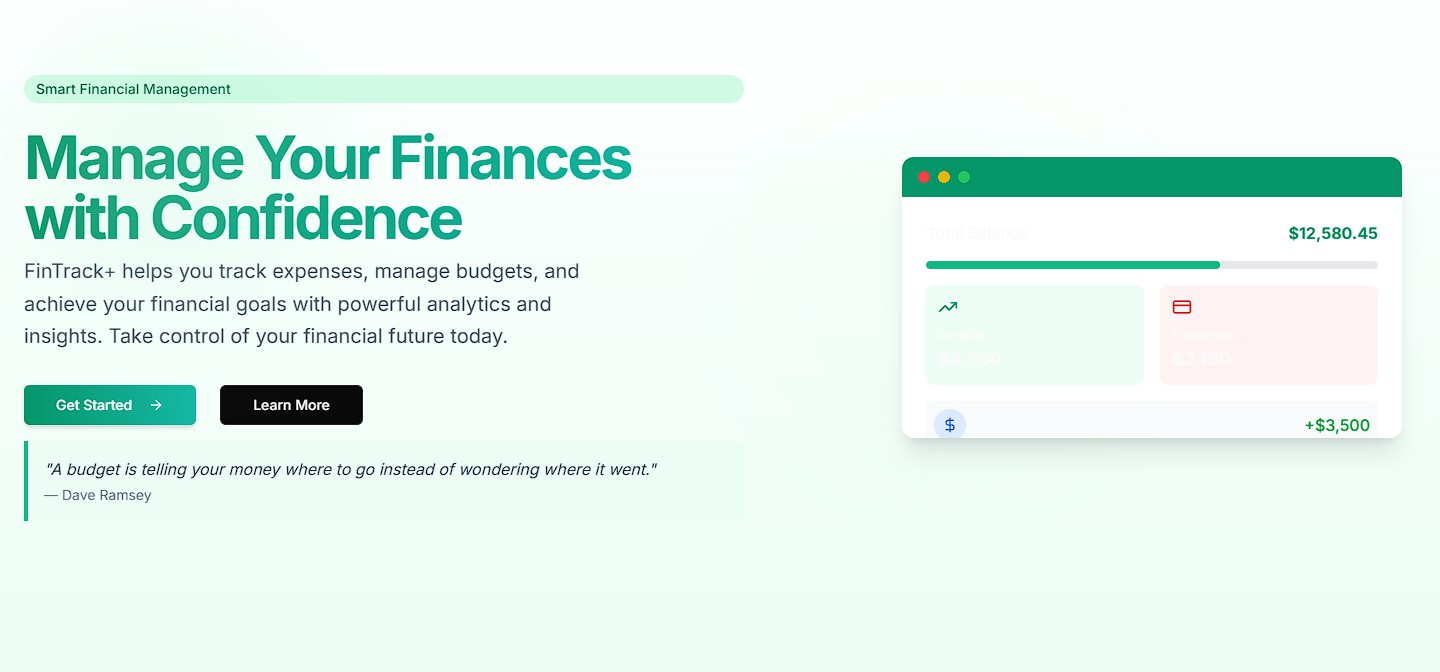 Smart Financial Management
Manage Your Finances
with Confidence
FinTrack+ helps you track expenses, manage budgets, and
achieve your financial goals with powerful analytics and
insights. Take control of your financial future today.
Get Started
Learn More
"A budget is telling your money where to go instead of wondering where it went."
— Dave Ramsey
Total Balance
$12,580.45
Income
Expenses
$4,250
$2,150
+$3,500